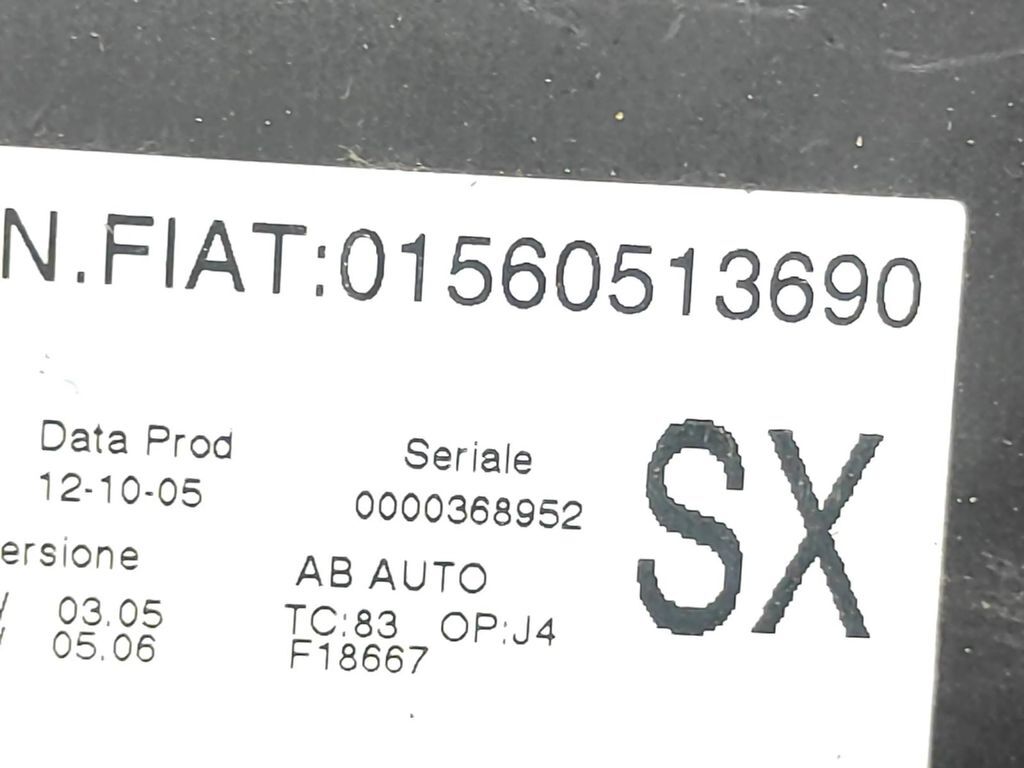 N.FIAT:01560513690
Data Prod
12-10-05
Seriale
0000368952
SX
ersione
03.05
05.06
AB AUTO
TC:83 OP:J4
F18667